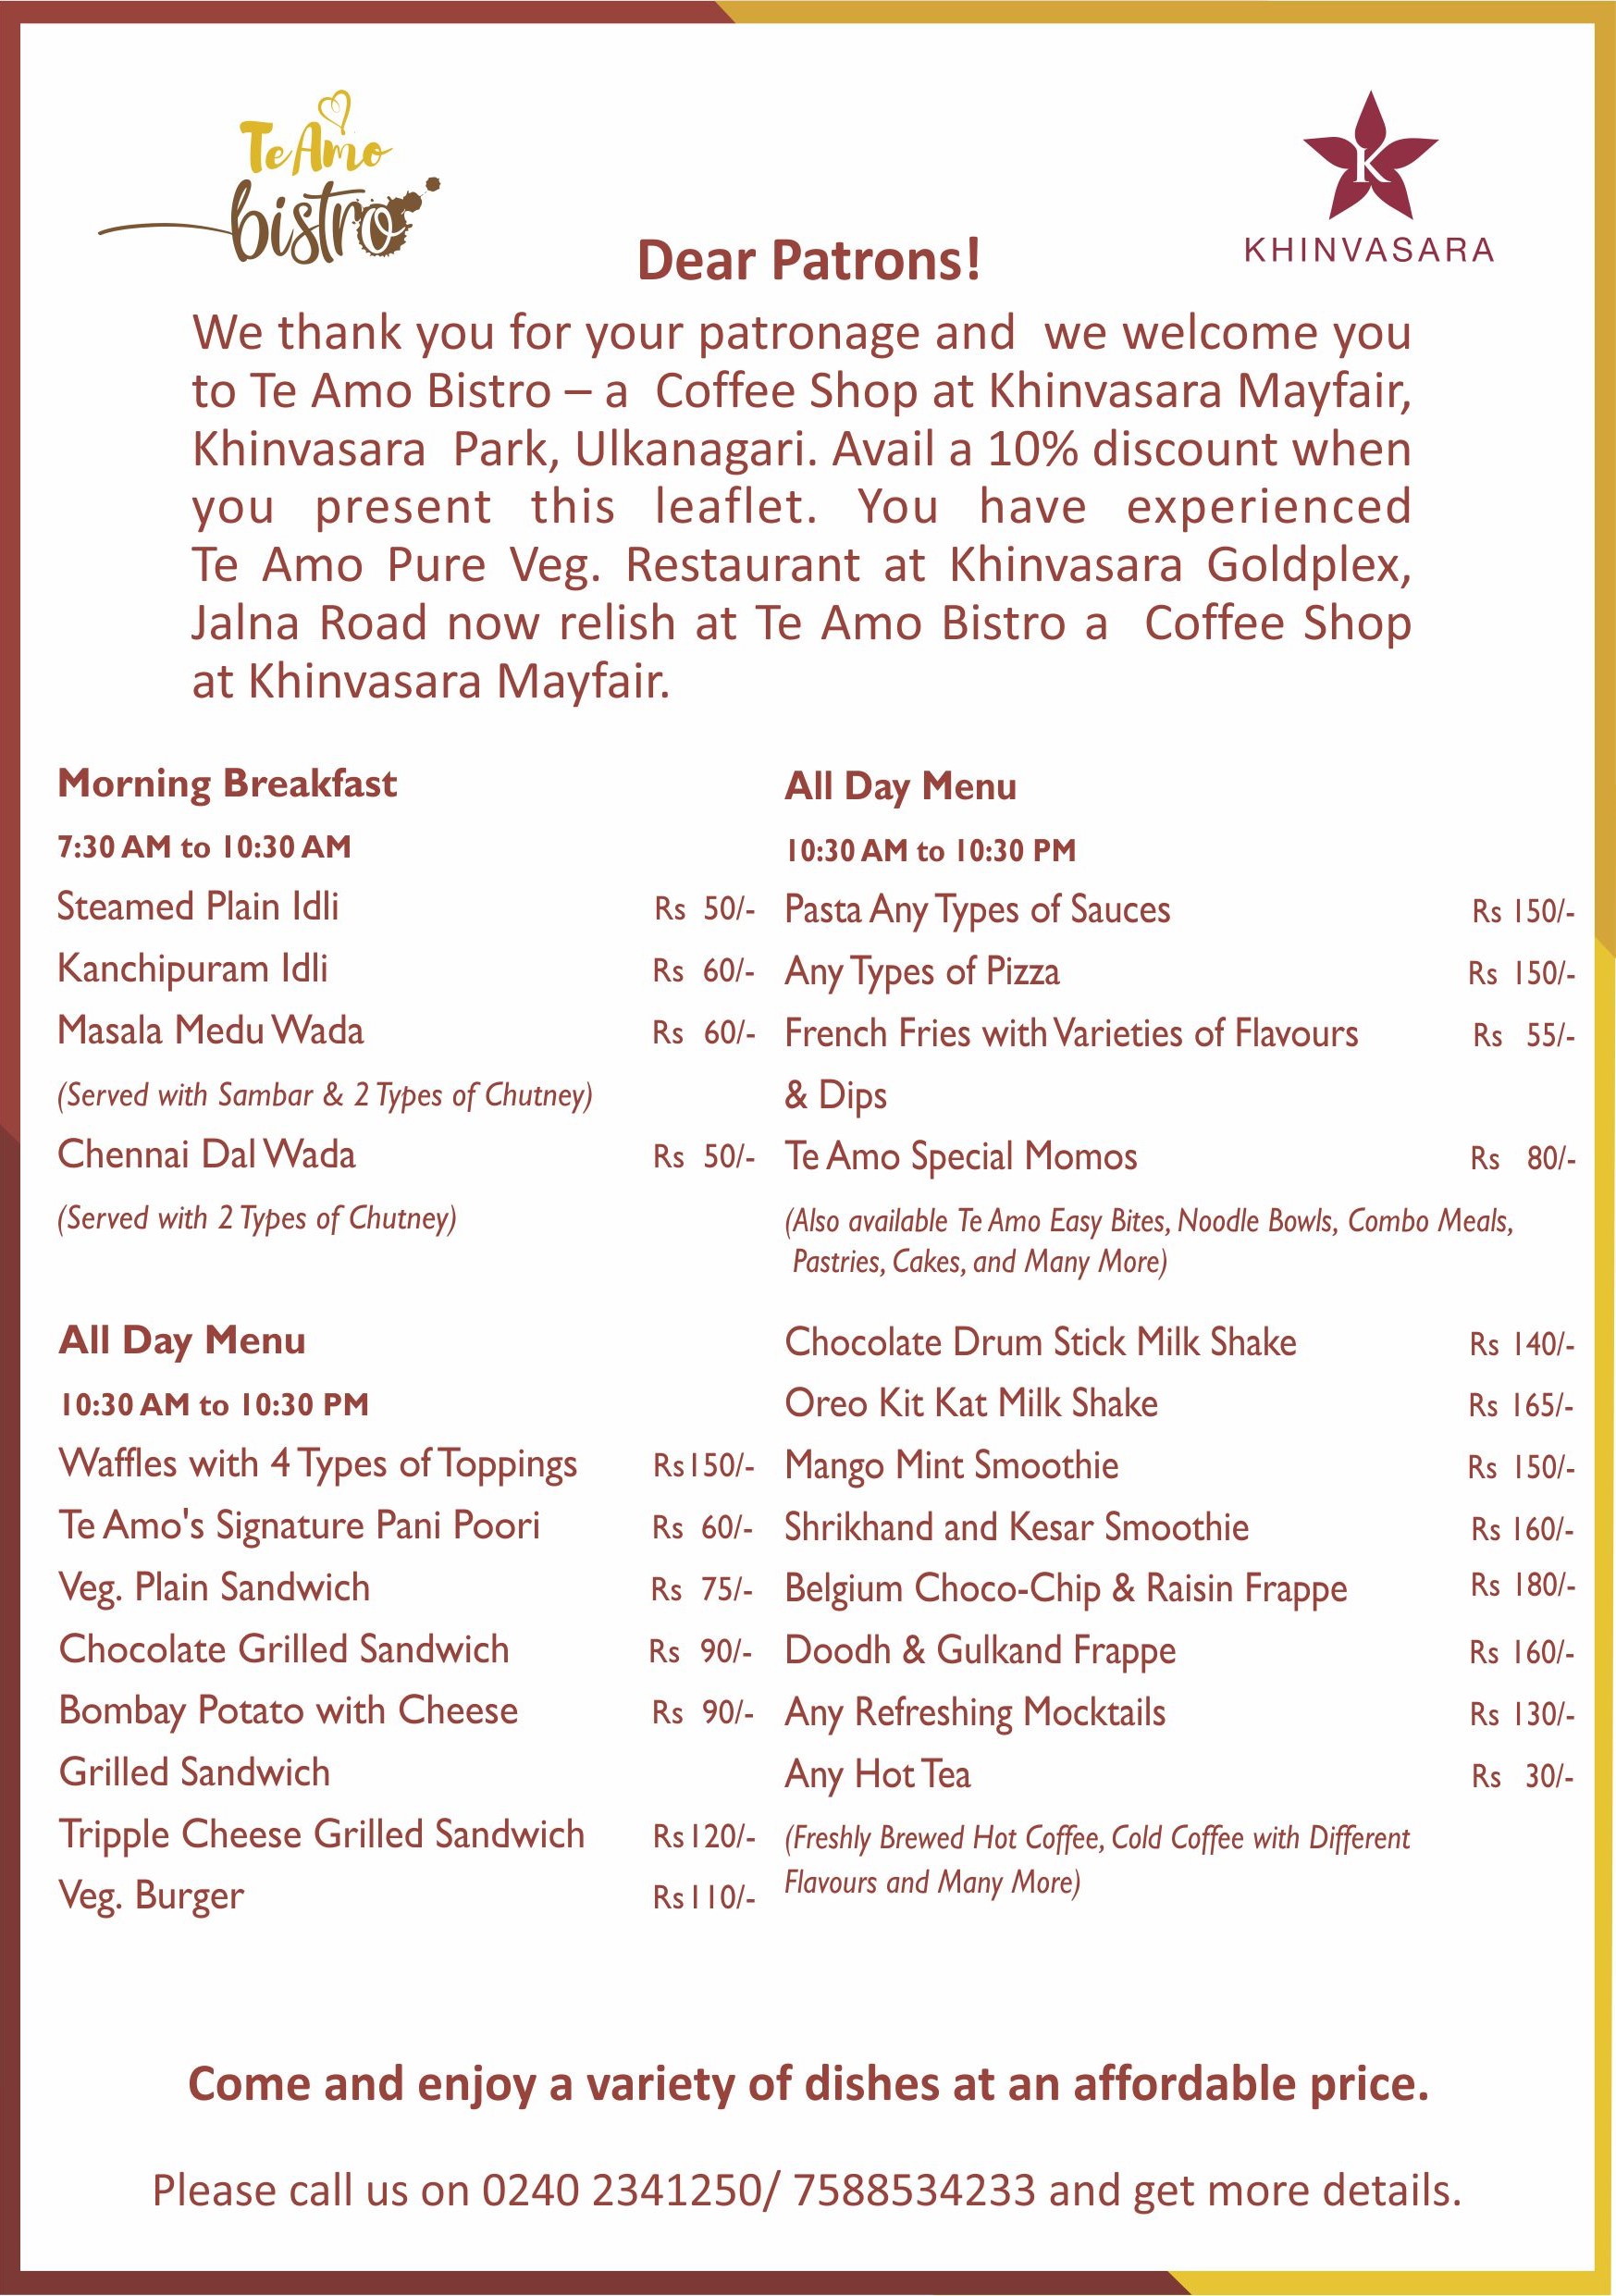 Te Amo
bistro
K
KHINVASARA
Dear Patrons!
We thank you for your patronage and we welcome you
to Te Amo Bistro – a Coffee Shop at Khinvasara Mayfair,
Khinvasara Park, Ulkanagari. Avail a 10% discount when
you present this leaflet. You have experienced
Te Amo Pure Veg. Restaurant at Khinvasara Goldplex,
Jalna Road now relish at Te Amo Bistro a Coffee Shop
at Khinvasara Mayfair.
Morning Breakfast
7:30 AM to 10:30 AM
Steamed Plain Idli Rs 50/-
Kanchipuram Idli Rs 60/-
Masala Medu Wada Rs 60/-
(Served with Sambar & 2 Types of Chutney)
Chennai Dal Wada Rs 50/-
(Served with 2 Types of Chutney)
All Day Menu
10:30 AM to 10:30 PM
Waffles with 4 Types of Toppings Rs 150/-
Te Amo's Signature Pani Poori Rs 60/-
Veg. Plain Sandwich Rs 75/-
Chocolate Grilled Sandwich Rs 90/-
Bombay Potato with Cheese Rs 90/-
Grilled Sandwich
Tripple Cheese Grilled Sandwich Rs 120/-
Veg. Burger Rs 110/-
All Day Menu
10:30 AM to 10:30 PM
Pasta Any Types of Sauces Rs 150/-
Any Types of Pizza Rs 150/-
French Fries with Varieties of Flavours Rs 55/-
& Dips
Te Amo Special Momos Rs 80/-
(Also available Te Amo Easy Bites, Noodle Bowls, Combo Meals,
Pastries, Cakes, and Many More)
Chocolate Drum Stick Milk Shake Rs 140/-
Oreo Kit Kat Milk Shake Rs 165/-
Mango Mint Smoothie Rs 150/-
Shrikhand and Kesar Smoothie Rs 160/-
Belgium Choco-Chip & Raisin Frappe Rs 180/-
Doodh & Gulkand Frappe Rs 160/-
Any Refreshing Mocktails Rs 130/-
Any Hot Tea Rs 30/-
(Freshly Brewed Hot Coffee, Cold Coffee with Different
Flavours and Many More)
Come and enjoy a variety of dishes at an affordable price.
Please call us on 0240 2341250/ 7588534233 and get more details.